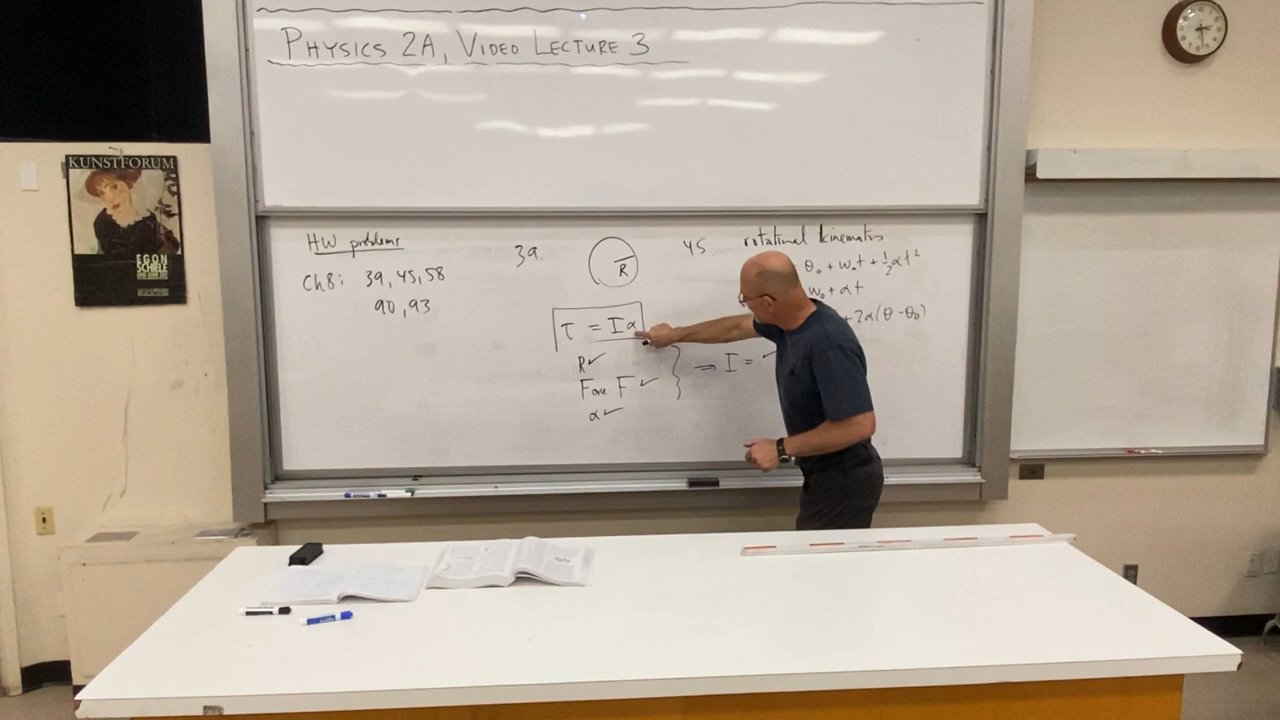 PHYSICS 2A, VIDEO LECTURE 3
KUNSTFORUM
EGON
SCHIELE
HW problems
Ch8: 39, 45, 58
90, 93
39
R
τ = Iα
R✓
Force F ✓
α✓
} ⇒ I = ✓
45 rotational kinematics
θ₀ + ω₀t + ½αt²
ω₀ + αt
+ 2α(θ - θ₀)